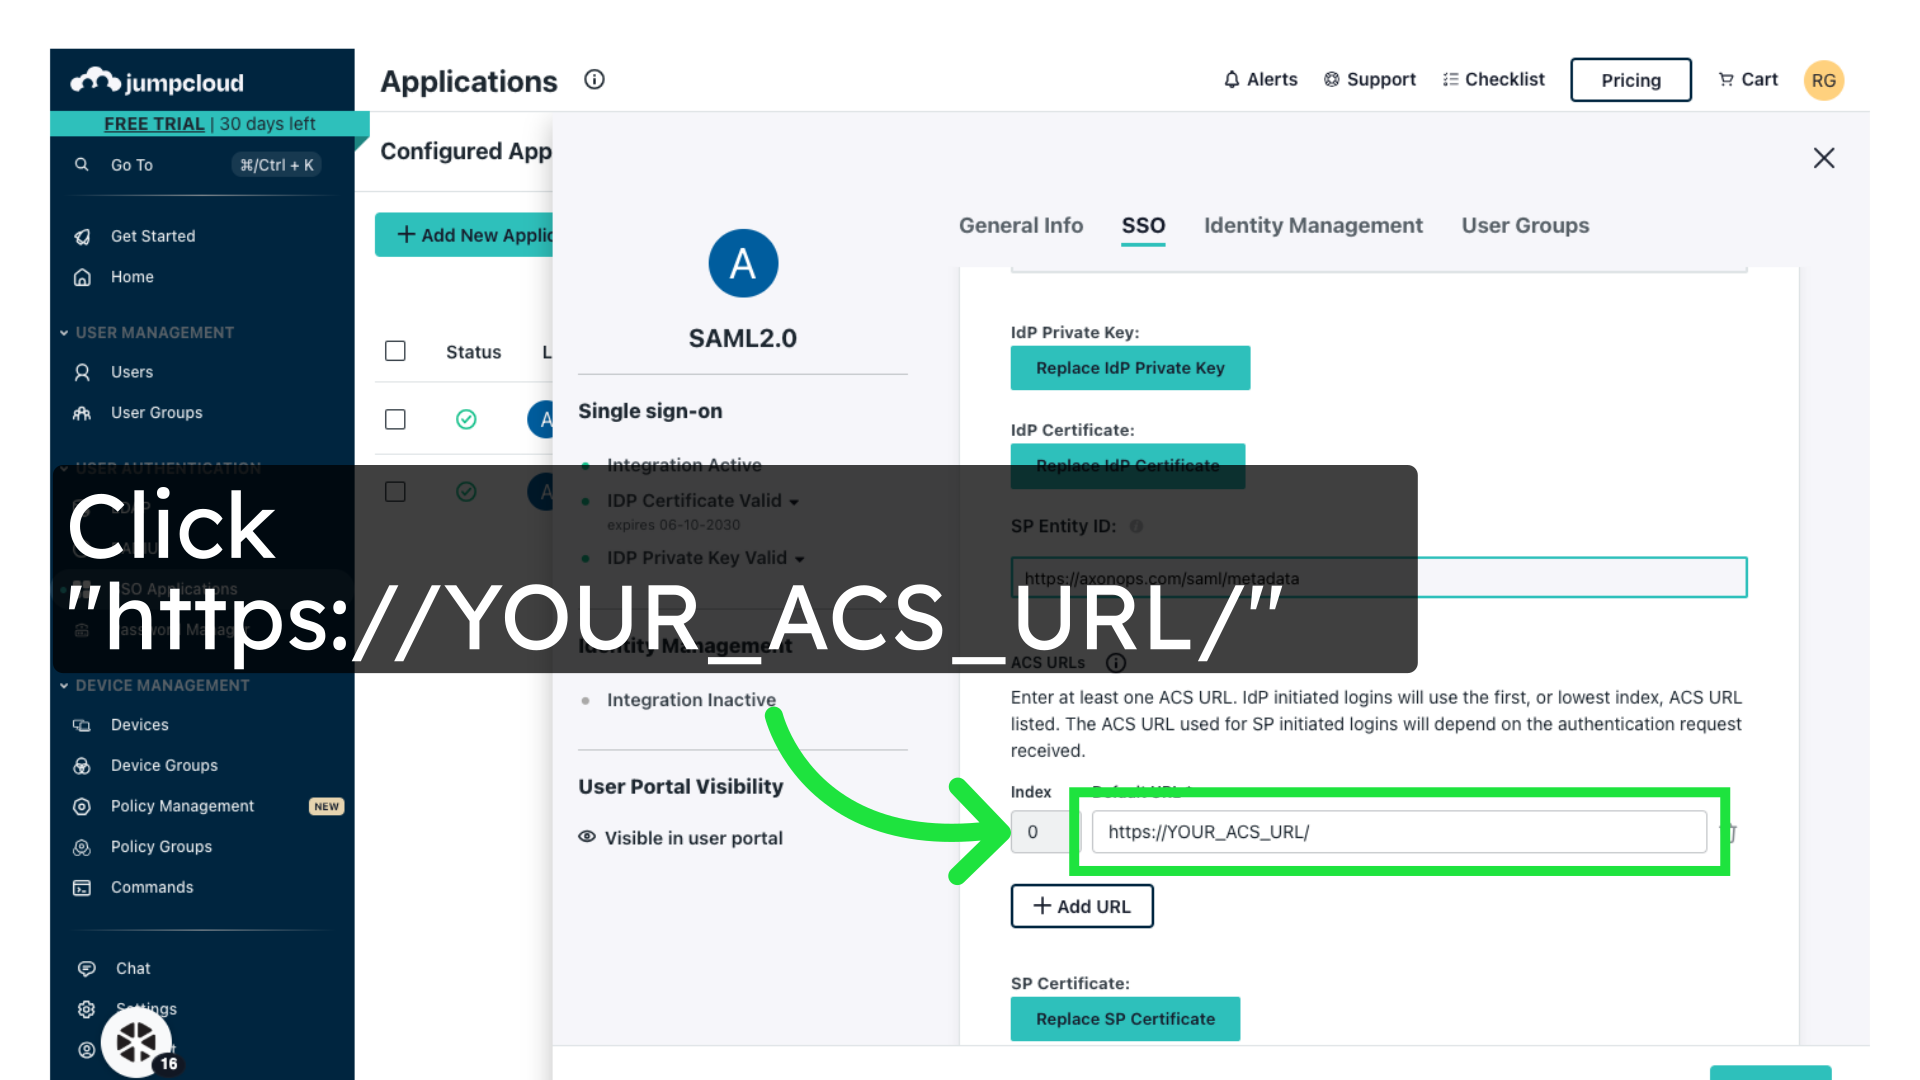 jumpcloud
FREE TRIAL | 30 days left
Go To ⌘/Ctrl + K
Get Started
Home
USER MANAGEMENT
Users
User Groups
USER AUTHENTICATION
SSO Applications
Password Manager
DEVICE MANAGEMENT
Devices
Device Groups
Policy Management NEW
Policy Groups
Commands
Chat
Settings
16
Applications
Alerts
Support
Checklist
Pricing
Cart
RG
Configured App
+ Add New Applic
Status L
A
A
A
SAML2.0
Single sign-on
Integration Active
IDP Certificate Valid
expires 06-10-2030
IDP Private Key Valid
Identity Management
Integration Inactive
User Portal Visibility
Visible in user portal
General Info SSO Identity Management User Groups
IdP Private Key:
Replace IdP Private Key
IdP Certificate:
Replace IdP Certificate
SP Entity ID:
https://axonops.com/saml/metadata
ACS URLs
Enter at least one ACS URL. IdP initiated logins will use the first, or lowest index, ACS URL
listed. The ACS URL used for SP initiated logins will depend on the authentication request
received.
Index Default URL *
0 https://YOUR_ACS_URL/
+ Add URL
SP Certificate:
Replace SP Certificate
Click
"https://YOUR_ACS_URL/"